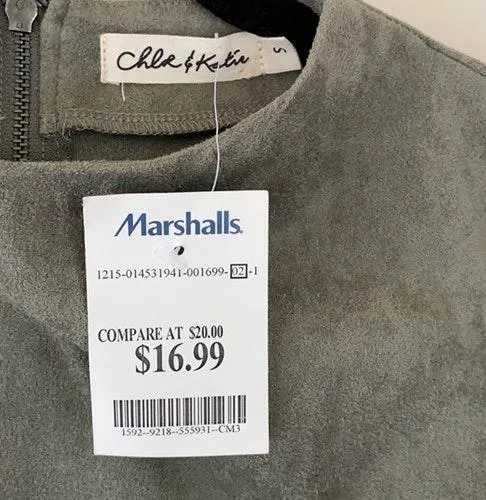 Chloe & Katie
S
Marshalls.
1215-014531941-001699-02-1
COMPARE AT $20.00
$16.99
1592--9218--555931--CM3